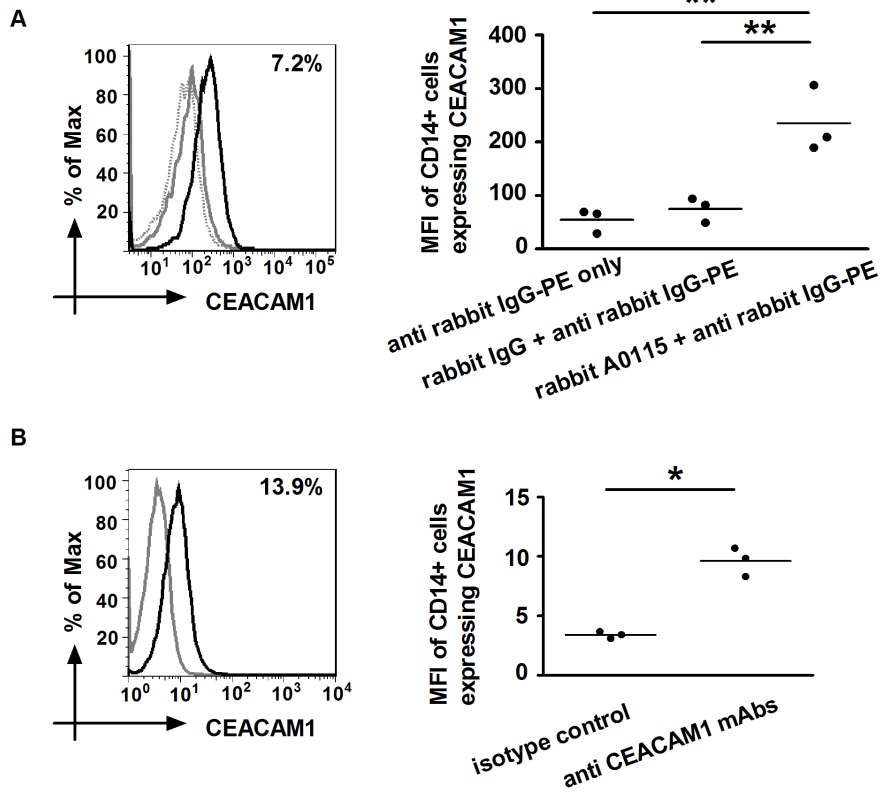 A
100
80
60
40
20
7.2%
% of Max
10¹ 10² 10³ 10⁴ 10⁵
CEACAM1
MFI of CD14+ cells
expressing CEACAM1
400
300
200
100
0
**
**
anti rabbit IgG-PE only
rabbit IgG + anti rabbit IgG-PE
rabbit A0115 + anti rabbit IgG-PE
B
100
80
60
40
20
13.9%
% of Max
10⁰ 10¹ 10² 10³ 10⁴
CEACAM1
MFI of CD14+ cells
expressing CEACAM1
15
10
5
0
*
isotype control
anti CEACAM1 mAbs